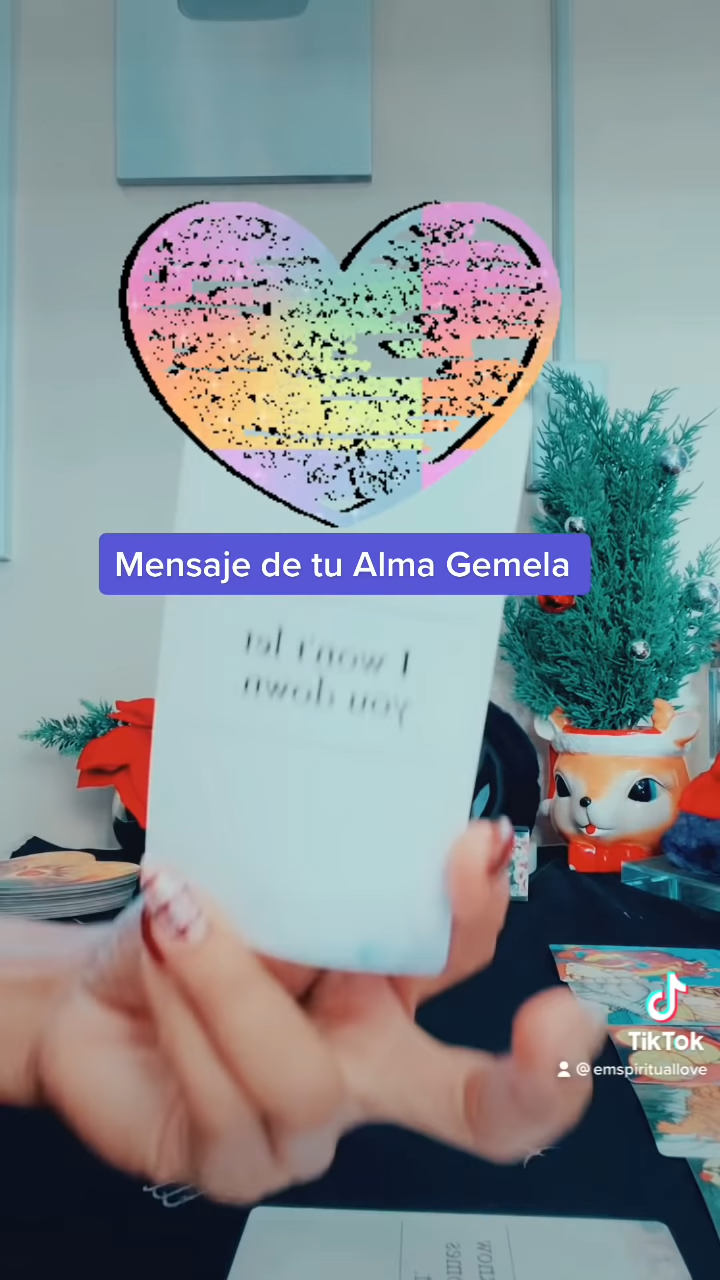 Mensaje de tu Alma Gemela
I won't let
you down
TikTok
@emspirituallove